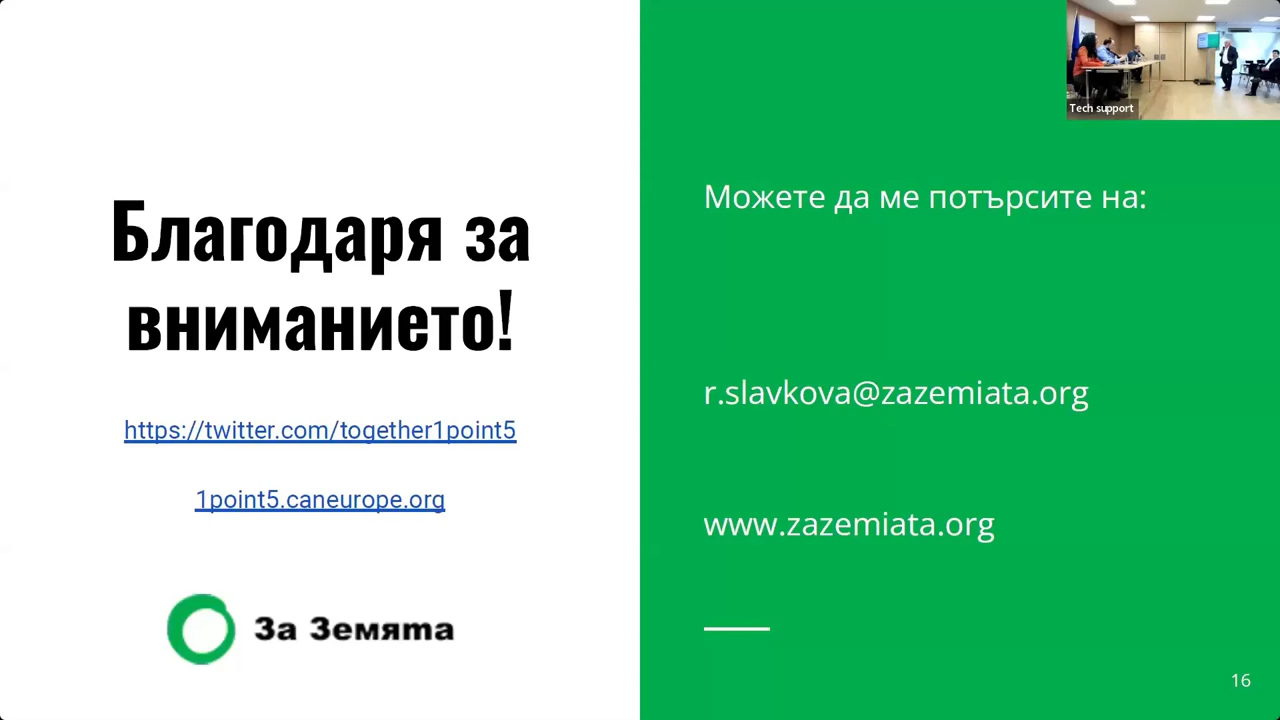 Благодаря за
вниманието!
https://twitter.com/together1point5
1point5.caneurope.org
За Земята
Tech support
Можете да ме потърсите на:
r.slavkova@zazemiata.org
www.zazemiata.org
16